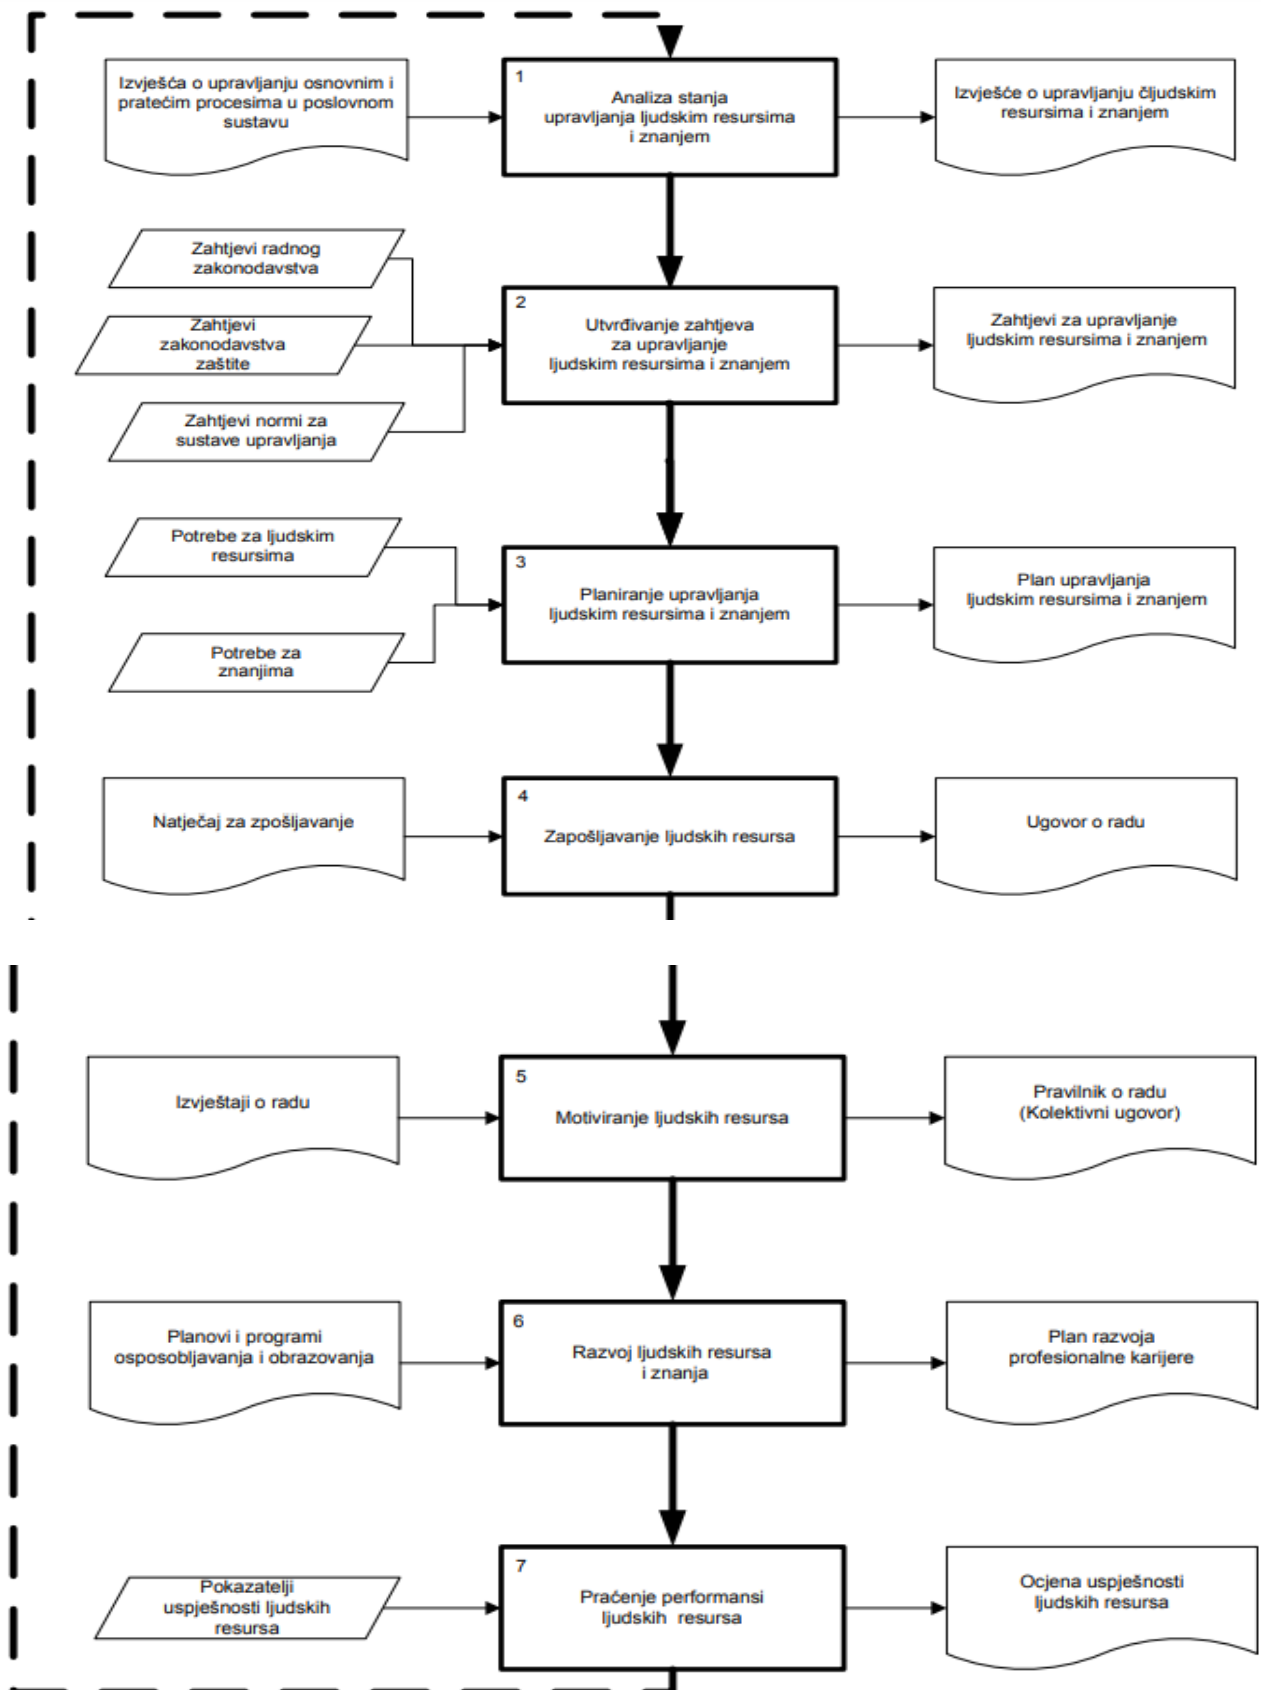 Izvješća o upravljanju osnovnim i
pratećim procesima u poslovnom
sustavu
1
Analiza stanja
upravljanja ljudskim resursima
i znanjem
Izvješće o upravljanju čljudskim
resursima i znanjem
Zahtjevi radnog
zakonodavstva
Zahtjevi
zakonodavstva
zaštite
Zahtjevi normi za
sustave upravljanja
2
Utvrđivanje zahtjeva
za upravljanje
ljudskim resursima i znanjem
Zahtjevi za upravljanje
ljudskim resursima i znanjem
Potrebe za ljudskim
resursima
Potrebe za
znanjima
3
Planiranje upravljanja
ljudskim resursima i znanjem
Plan upravljanja
ljudskim resursima i znanjem
Natječaj za zpošljavanje
4
Zapošljavanje ljudskih resursa
Ugovor o radu
Izvještaji o radu
5
Motiviranje ljudskih resursa
Pravilnik o radu
(Kolektivni ugovor)
Planovi i programi
osposobljavanja i obrazovanja
6
Razvoj ljudskih resursa
i znanja
Plan razvoja
profesionalne karijere
Pokazatelji
uspješnosti ljudskih
resursa
7
Praćenje performansi
ljudskih resursa
Ocjena uspješnosti
ljudskih resursa